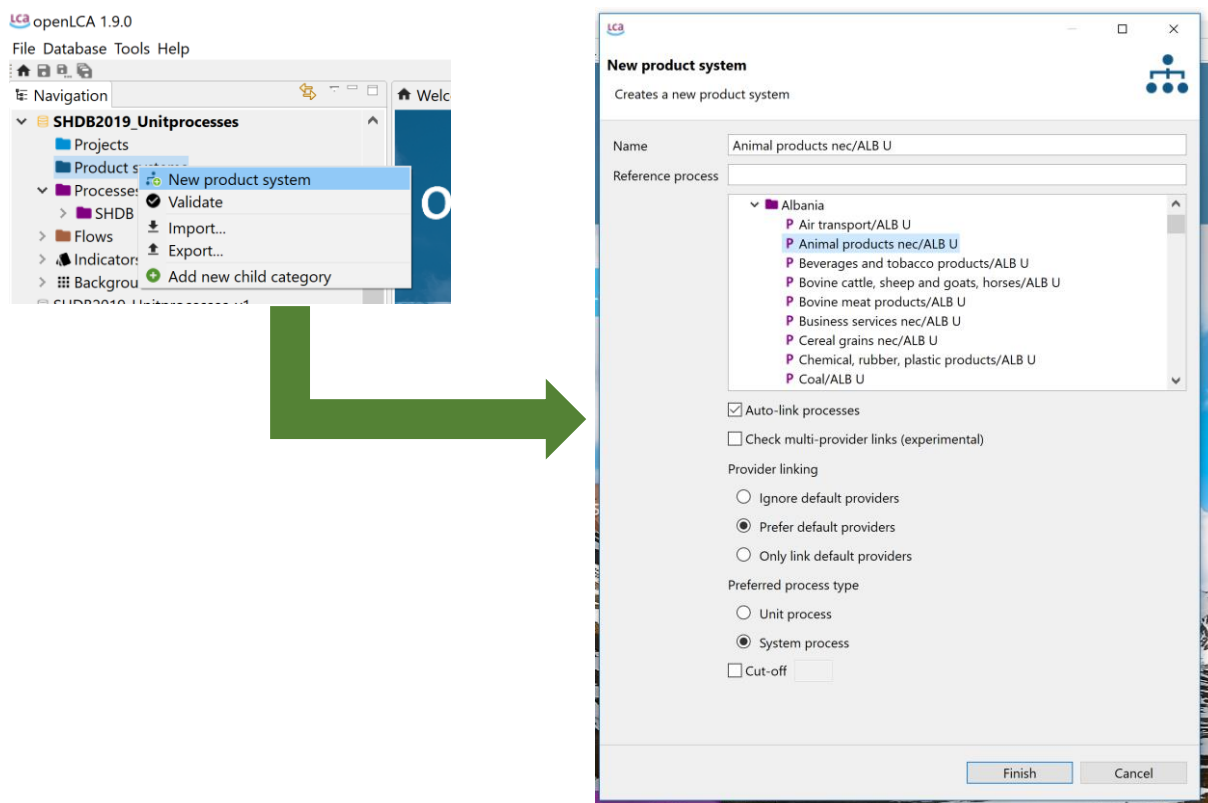 LCa openLCA 1.9.0
File Database Tools Help
Navigation
Welc
SHDB2019_Unitprocesses
Projects
Product
New product system
Processes
Validate
SHDB
Import...
Flows
Export...
Indicators
Backgrou
Add new child category
O
LCa
New product system
Creates a new product system
Name
Animal products nec/ALB U
Reference process
Albania
P Air transport/ALB U
P Animal products nec/ALB U
P Beverages and tobacco products/ALB U
P Bovine cattle, sheep and goats, horses/ALB U
P Bovine meat products/ALB U
P Business services nec/ALB U
P Cereal grains nec/ALB U
P Chemical, rubber, plastic products/ALB U
P Coal/ALB U
Auto-link processes
Check multi-provider links (experimental)
Provider linking
Ignore default providers
Prefer default providers
Only link default providers
Preferred process type
Unit process
System process
Cut-off
Finish Cancel